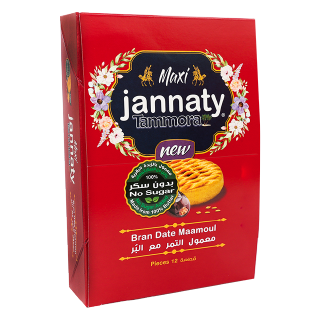 Maxi
jannaty
Tammora
new
100%
بدون سكر
No Sugar
Bran Date Maamoul
معمول التمر مع البر
Pieces 12 قطعة